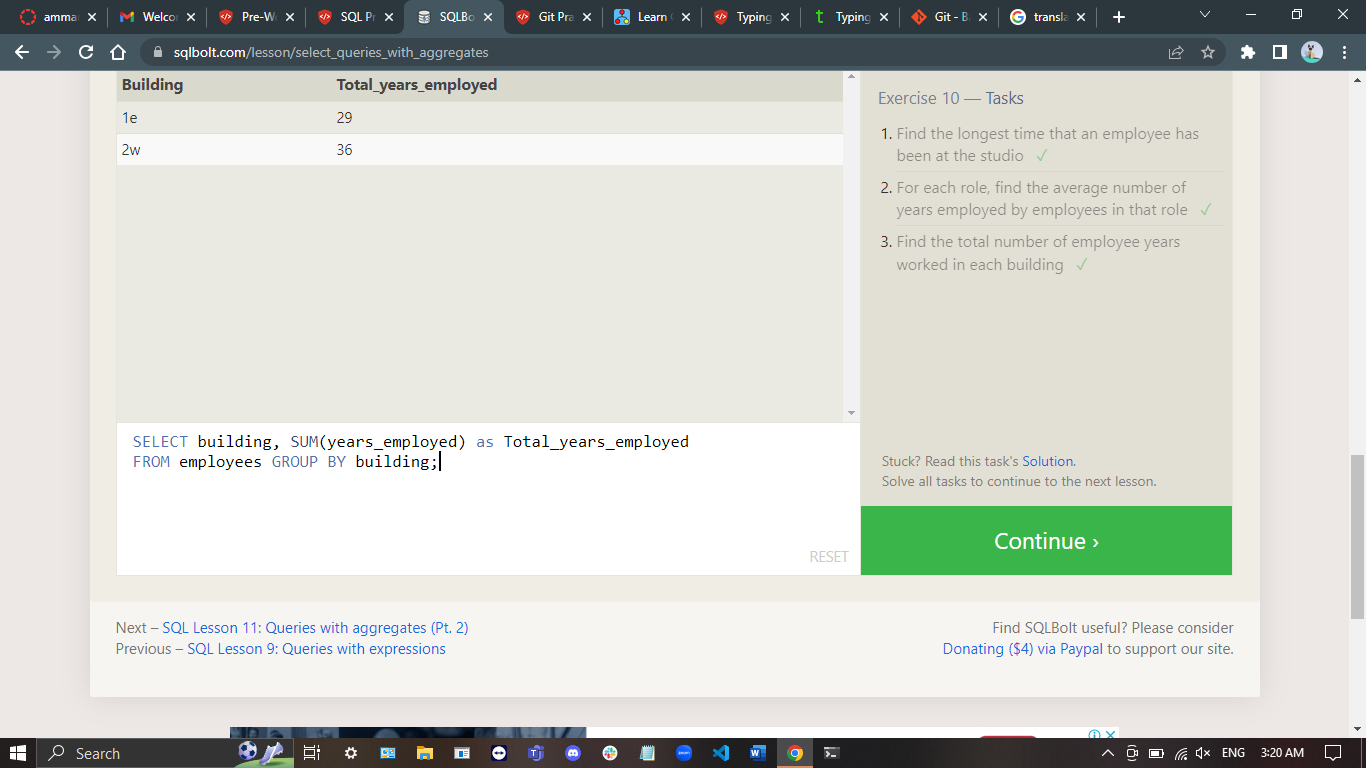 amma
Welco
Pre-W
SQL Pr
SQLBo
Git Pra
Learn
Typing
Typing
Git - B
transla
sqlbolt.com/lesson/select_queries_with_aggregates
Building Total_years_employed
1e 29
2w 36
Exercise 10 — Tasks
1. Find the longest time that an employee has
been at the studio ✓
2. For each role, find the average number of
years employed by employees in that role ✓
3. Find the total number of employee years
worked in each building ✓
SELECT building, SUM(years_employed) as Total_years_employed
FROM employees GROUP BY building;
RESET
Stuck? Read this task's Solution.
Solve all tasks to continue to the next lesson.
Continue ›
Next – SQL Lesson 11: Queries with aggregates (Pt. 2)
Previous – SQL Lesson 9: Queries with expressions
Find SQLBolt useful? Please consider
Donating ($4) via Paypal to support our site.
Search
ENG
3:20 AM